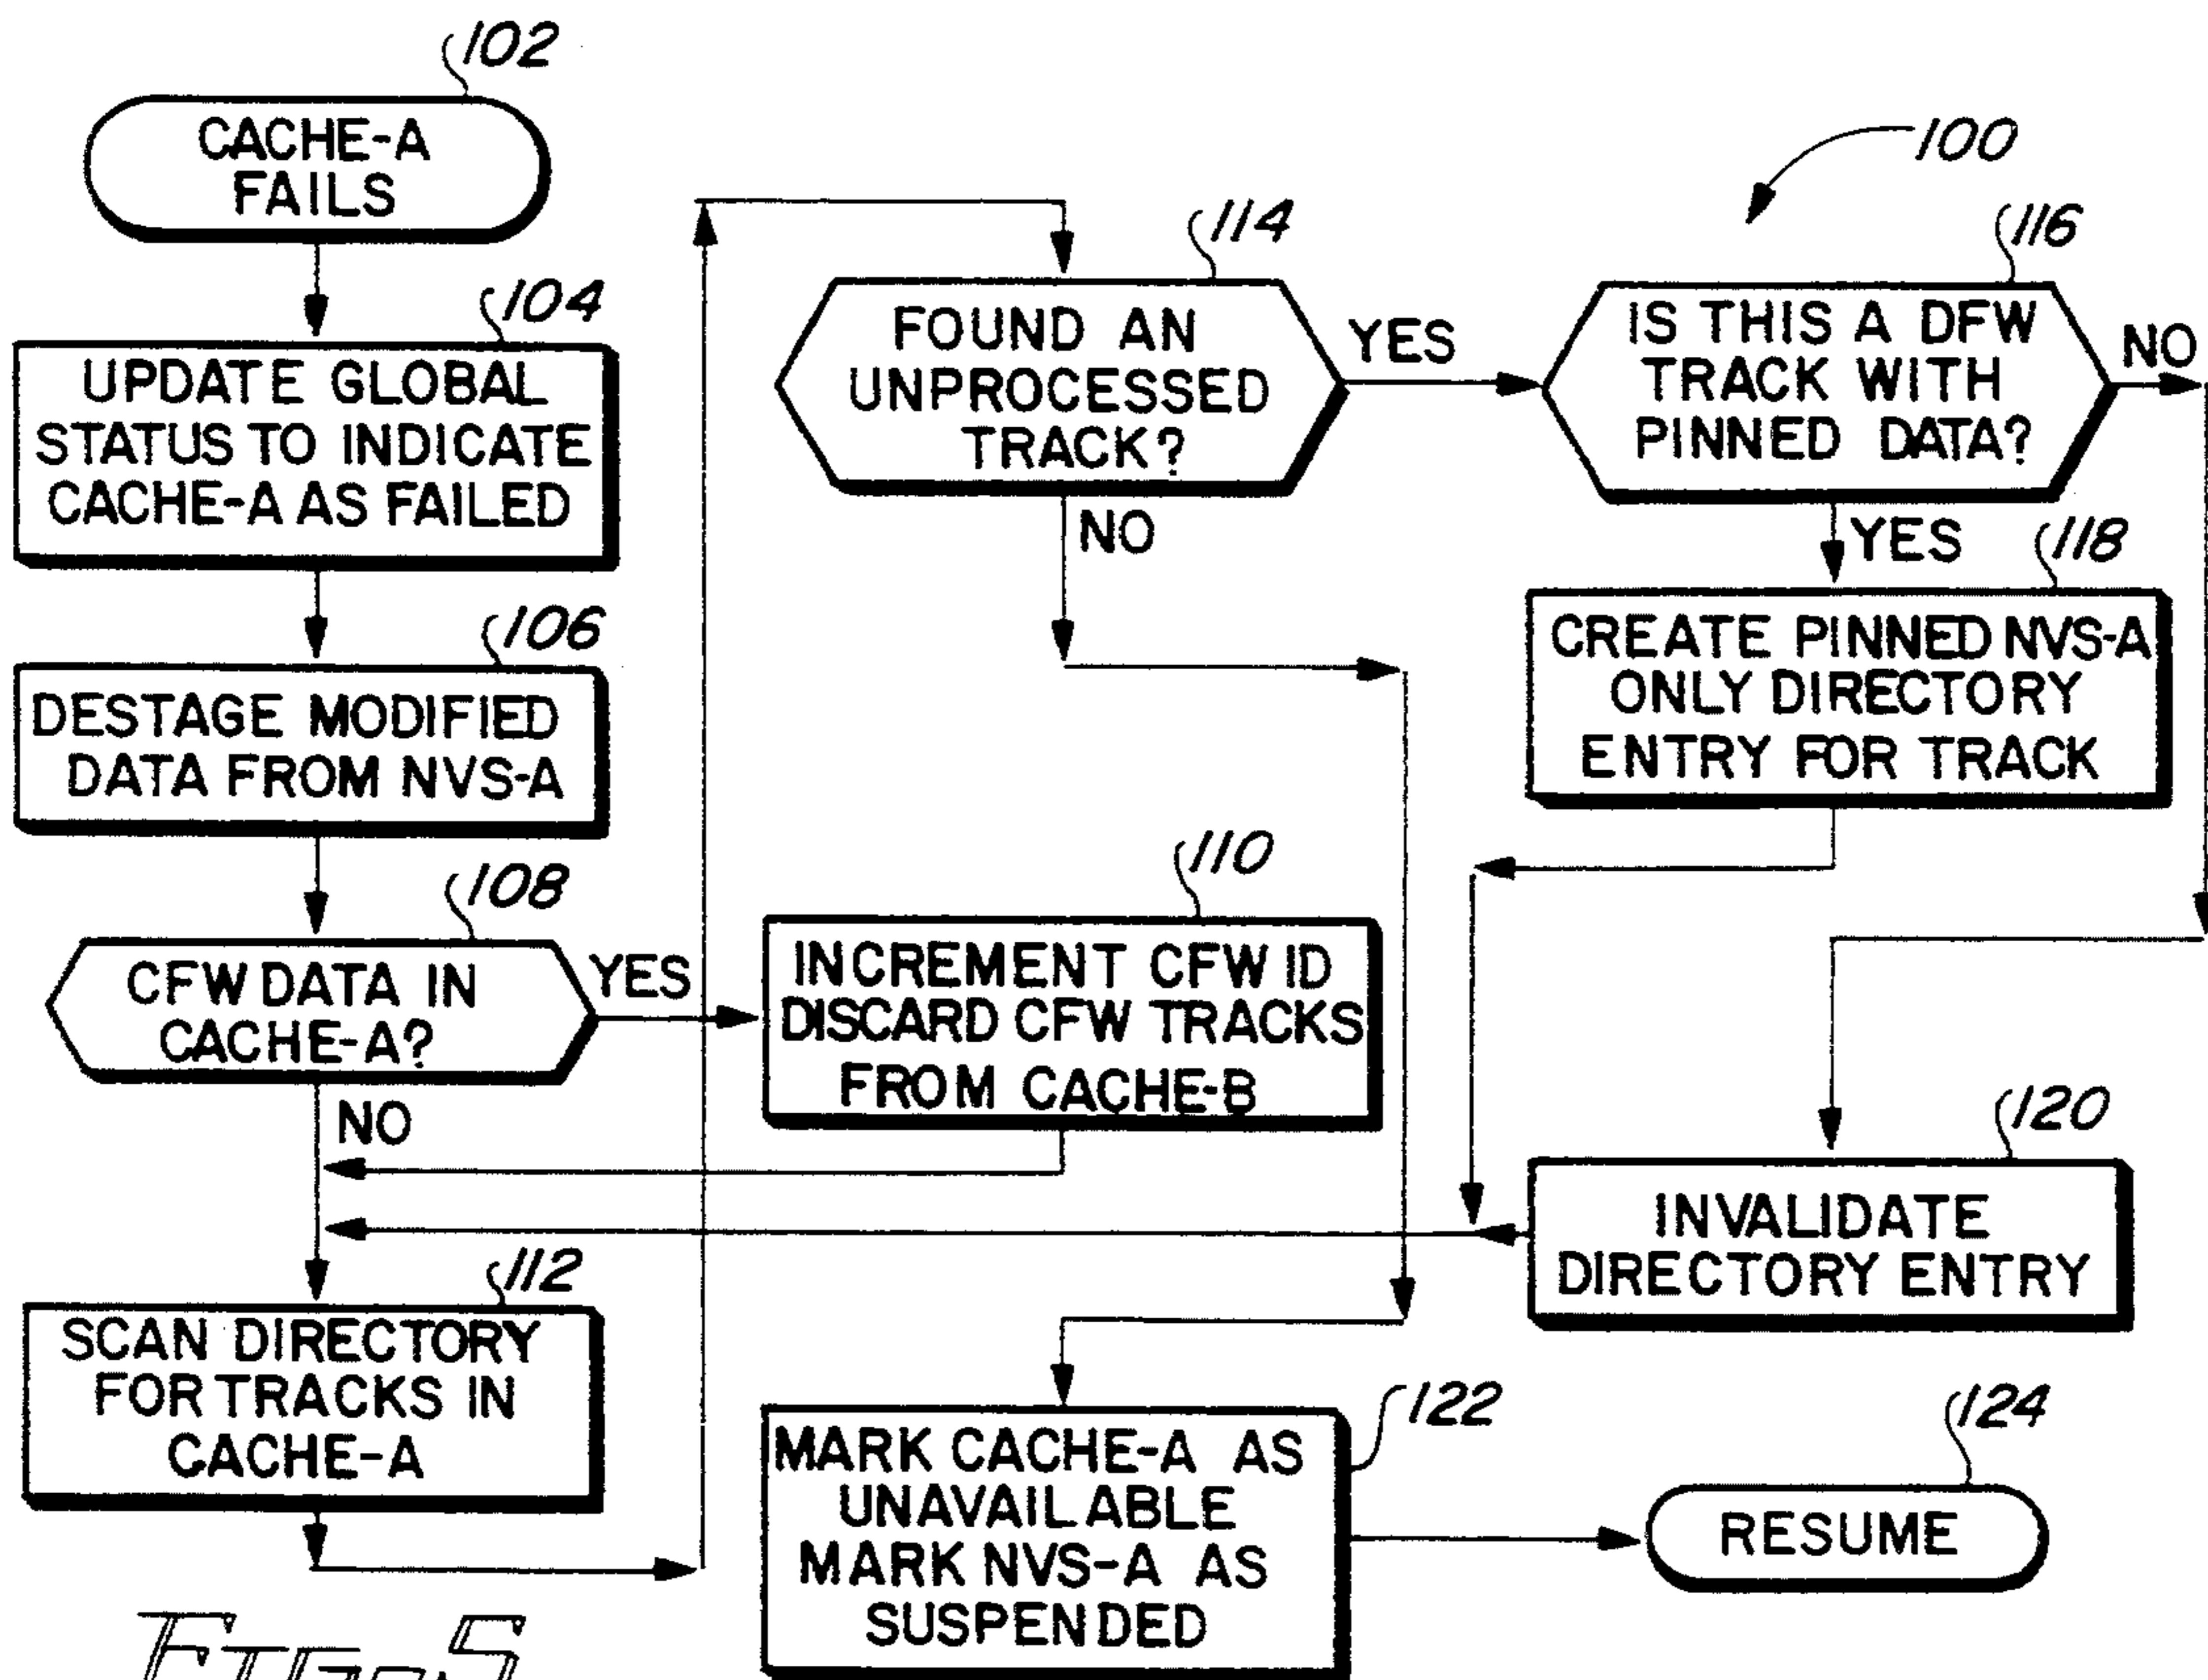 102
CACHE-A
FAILS
104
UPDATE GLOBAL
STATUS TO INDICATE
CACHE-A AS FAILED
106
DESTAGE MODIFIED
DATA FROM NVS-A
108
CFW DATA IN
CACHE-A?
YES
NO
110
INCREMENT CFW ID
DISCARD CFW TRACKS
FROM CACHE-B
112
SCAN DIRECTORY
FOR TRACKS IN
CACHE-A
114
FOUND AN
UNPROCESSED
TRACK?
YES
NO
100
116
IS THIS A DFW
TRACK WITH
PINNED DATA?
NO
YES
118
CREATE PINNED NVS-A
ONLY DIRECTORY
ENTRY FOR TRACK
120
INVALIDATE
DIRECTORY ENTRY
122
MARK CACHE-A AS
UNAVAILABLE
MARK NVS-A AS
SUSPENDED
124
RESUME
FIG. 5